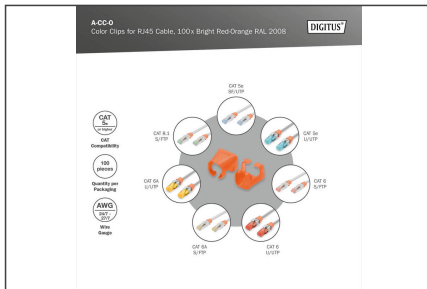 A-CC-O
Color Clips for RJ45 Cable, 100x Bright Red-Orange RAL 2008
DIGITUS®
CAT 5e
SF/UTP
CAT
5e
or higher
CAT
Compatibility
CAT 8.1
S/FTP
CAT 5e
U/UTP
100
pieces
Quantity per
Packaging
CAT 6A
U/UTP
CAT 6
S/FTP
AWG
24/7 –
27/7
Wire
Gauge
CAT 6A
S/FTP
CAT 6
U/UTP